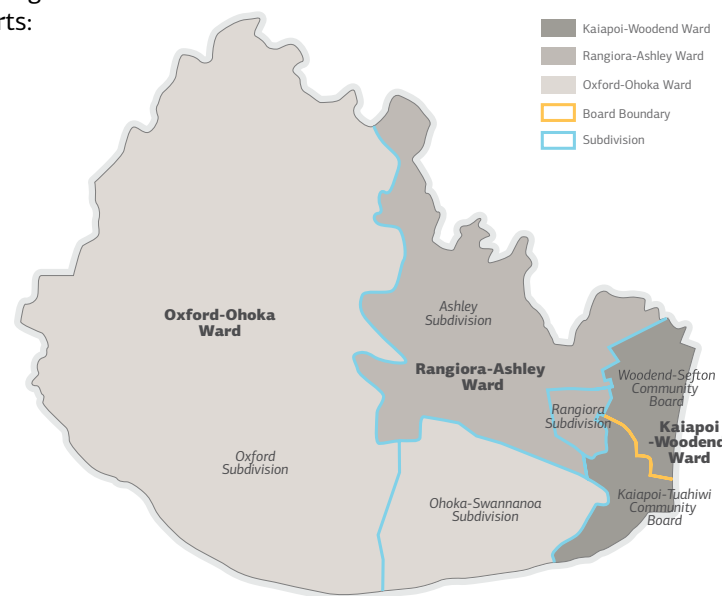 rts:
Kaiapoi-Woodend Ward
Rangiora-Ashley Ward
Oxford-Ohoka Ward
Board Boundary
Subdivision
Oxford-Ohoka
Ward
Ashley
Subdivision
Rangiora-Ashley
Ward
Woodend-Sefton
Community
Board
Rangiora
Subdivision
Kaiapoi
-Woodend
Ward
Oxford
Subdivision
Ohoka-Swannanoa
Subdivision
Kaiapoi-Tuahiwi
Community
Board